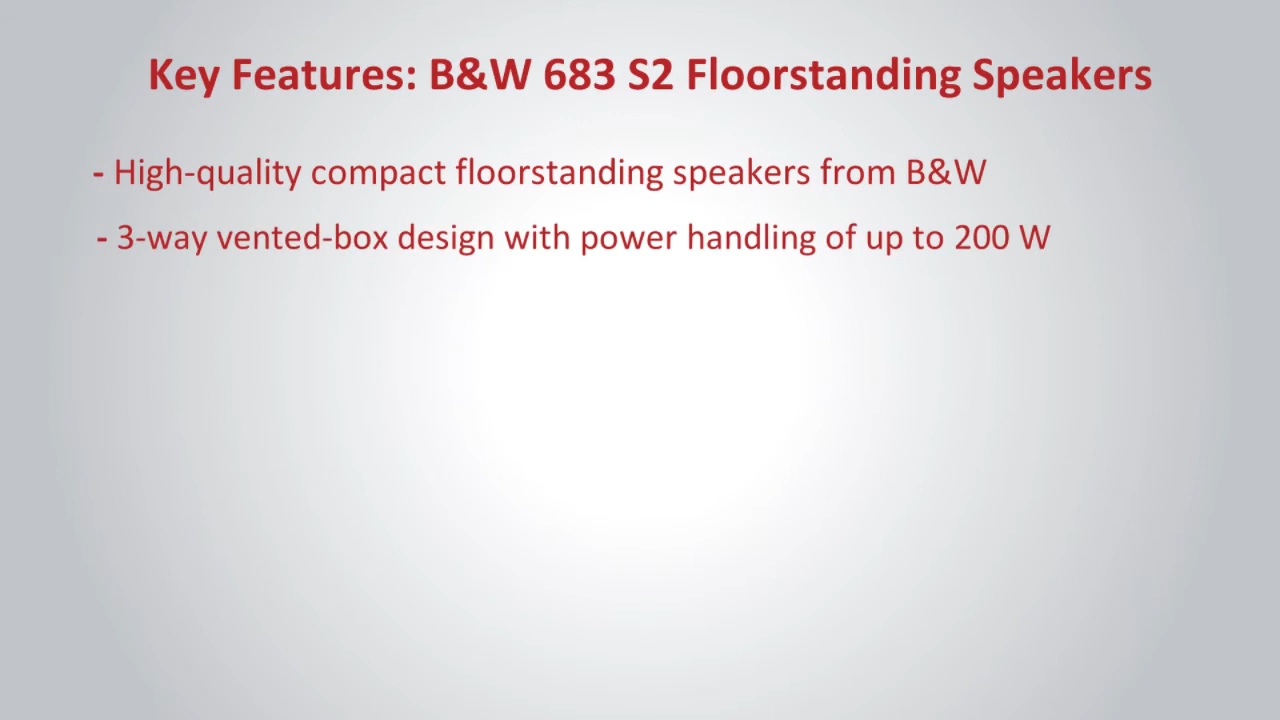 Key Features: B&W 683 S2 Floorstanding Speakers
- High-quality compact floorstanding speakers from B&W
- 3-way vented-box design with power handling of up to 200 W